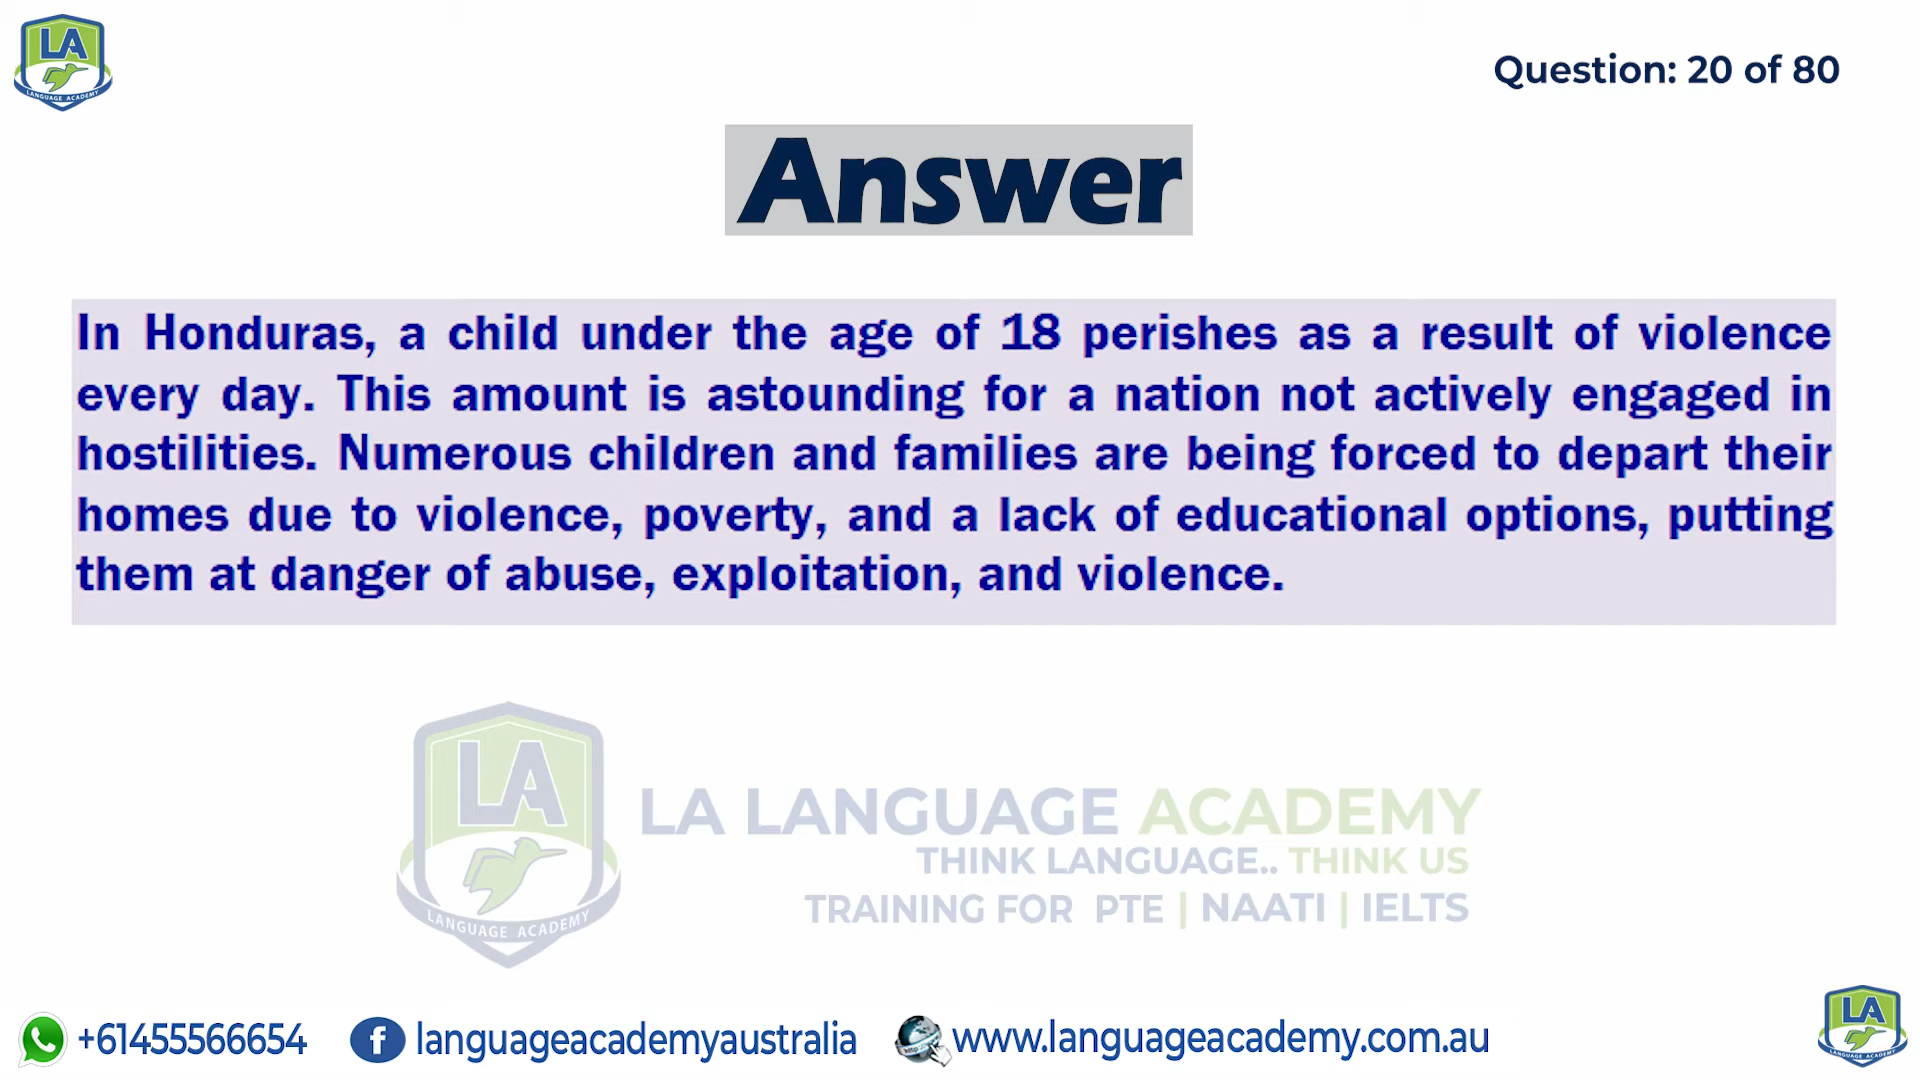 LA
LANGUAGE ACADEMY
Question: 20 of 80
Answer
In Honduras, a child under the age of 18 perishes as a result of violence
every day. This amount is astounding for a nation not actively engaged in
hostilities. Numerous children and families are being forced to depart their
homes due to violence, poverty, and a lack of educational options, putting
them at danger of abuse, exploitation, and violence.
LA
LANGUAGE ACADEMY
LA LANGUAGE ACADEMY
THINK LANGUAGE.. THINK US
TRAINING FOR PTE | NAATI | IELTS
+61455566654
f languageacademyaustralia
www.languageacademy.com.au
LA
LANGUAGE ACADEMY